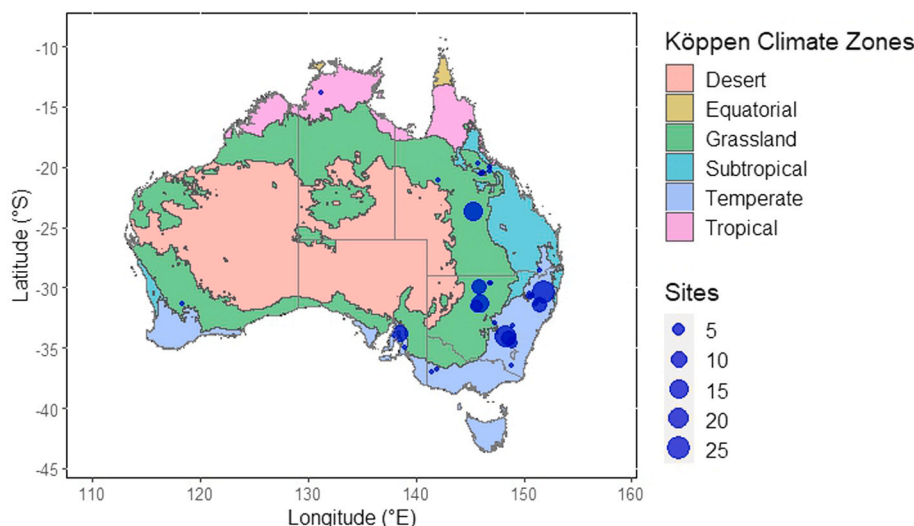 -10
-15
-20
-25
-30
-35
-40
-45
Latitude (°S)
110 120 130 140 150 160
Longitude (°E)
Köppen Climate Zones
Desert
Equatorial
Grassland
Subtropical
Temperate
Tropical
Sites
5
10
15
20
25